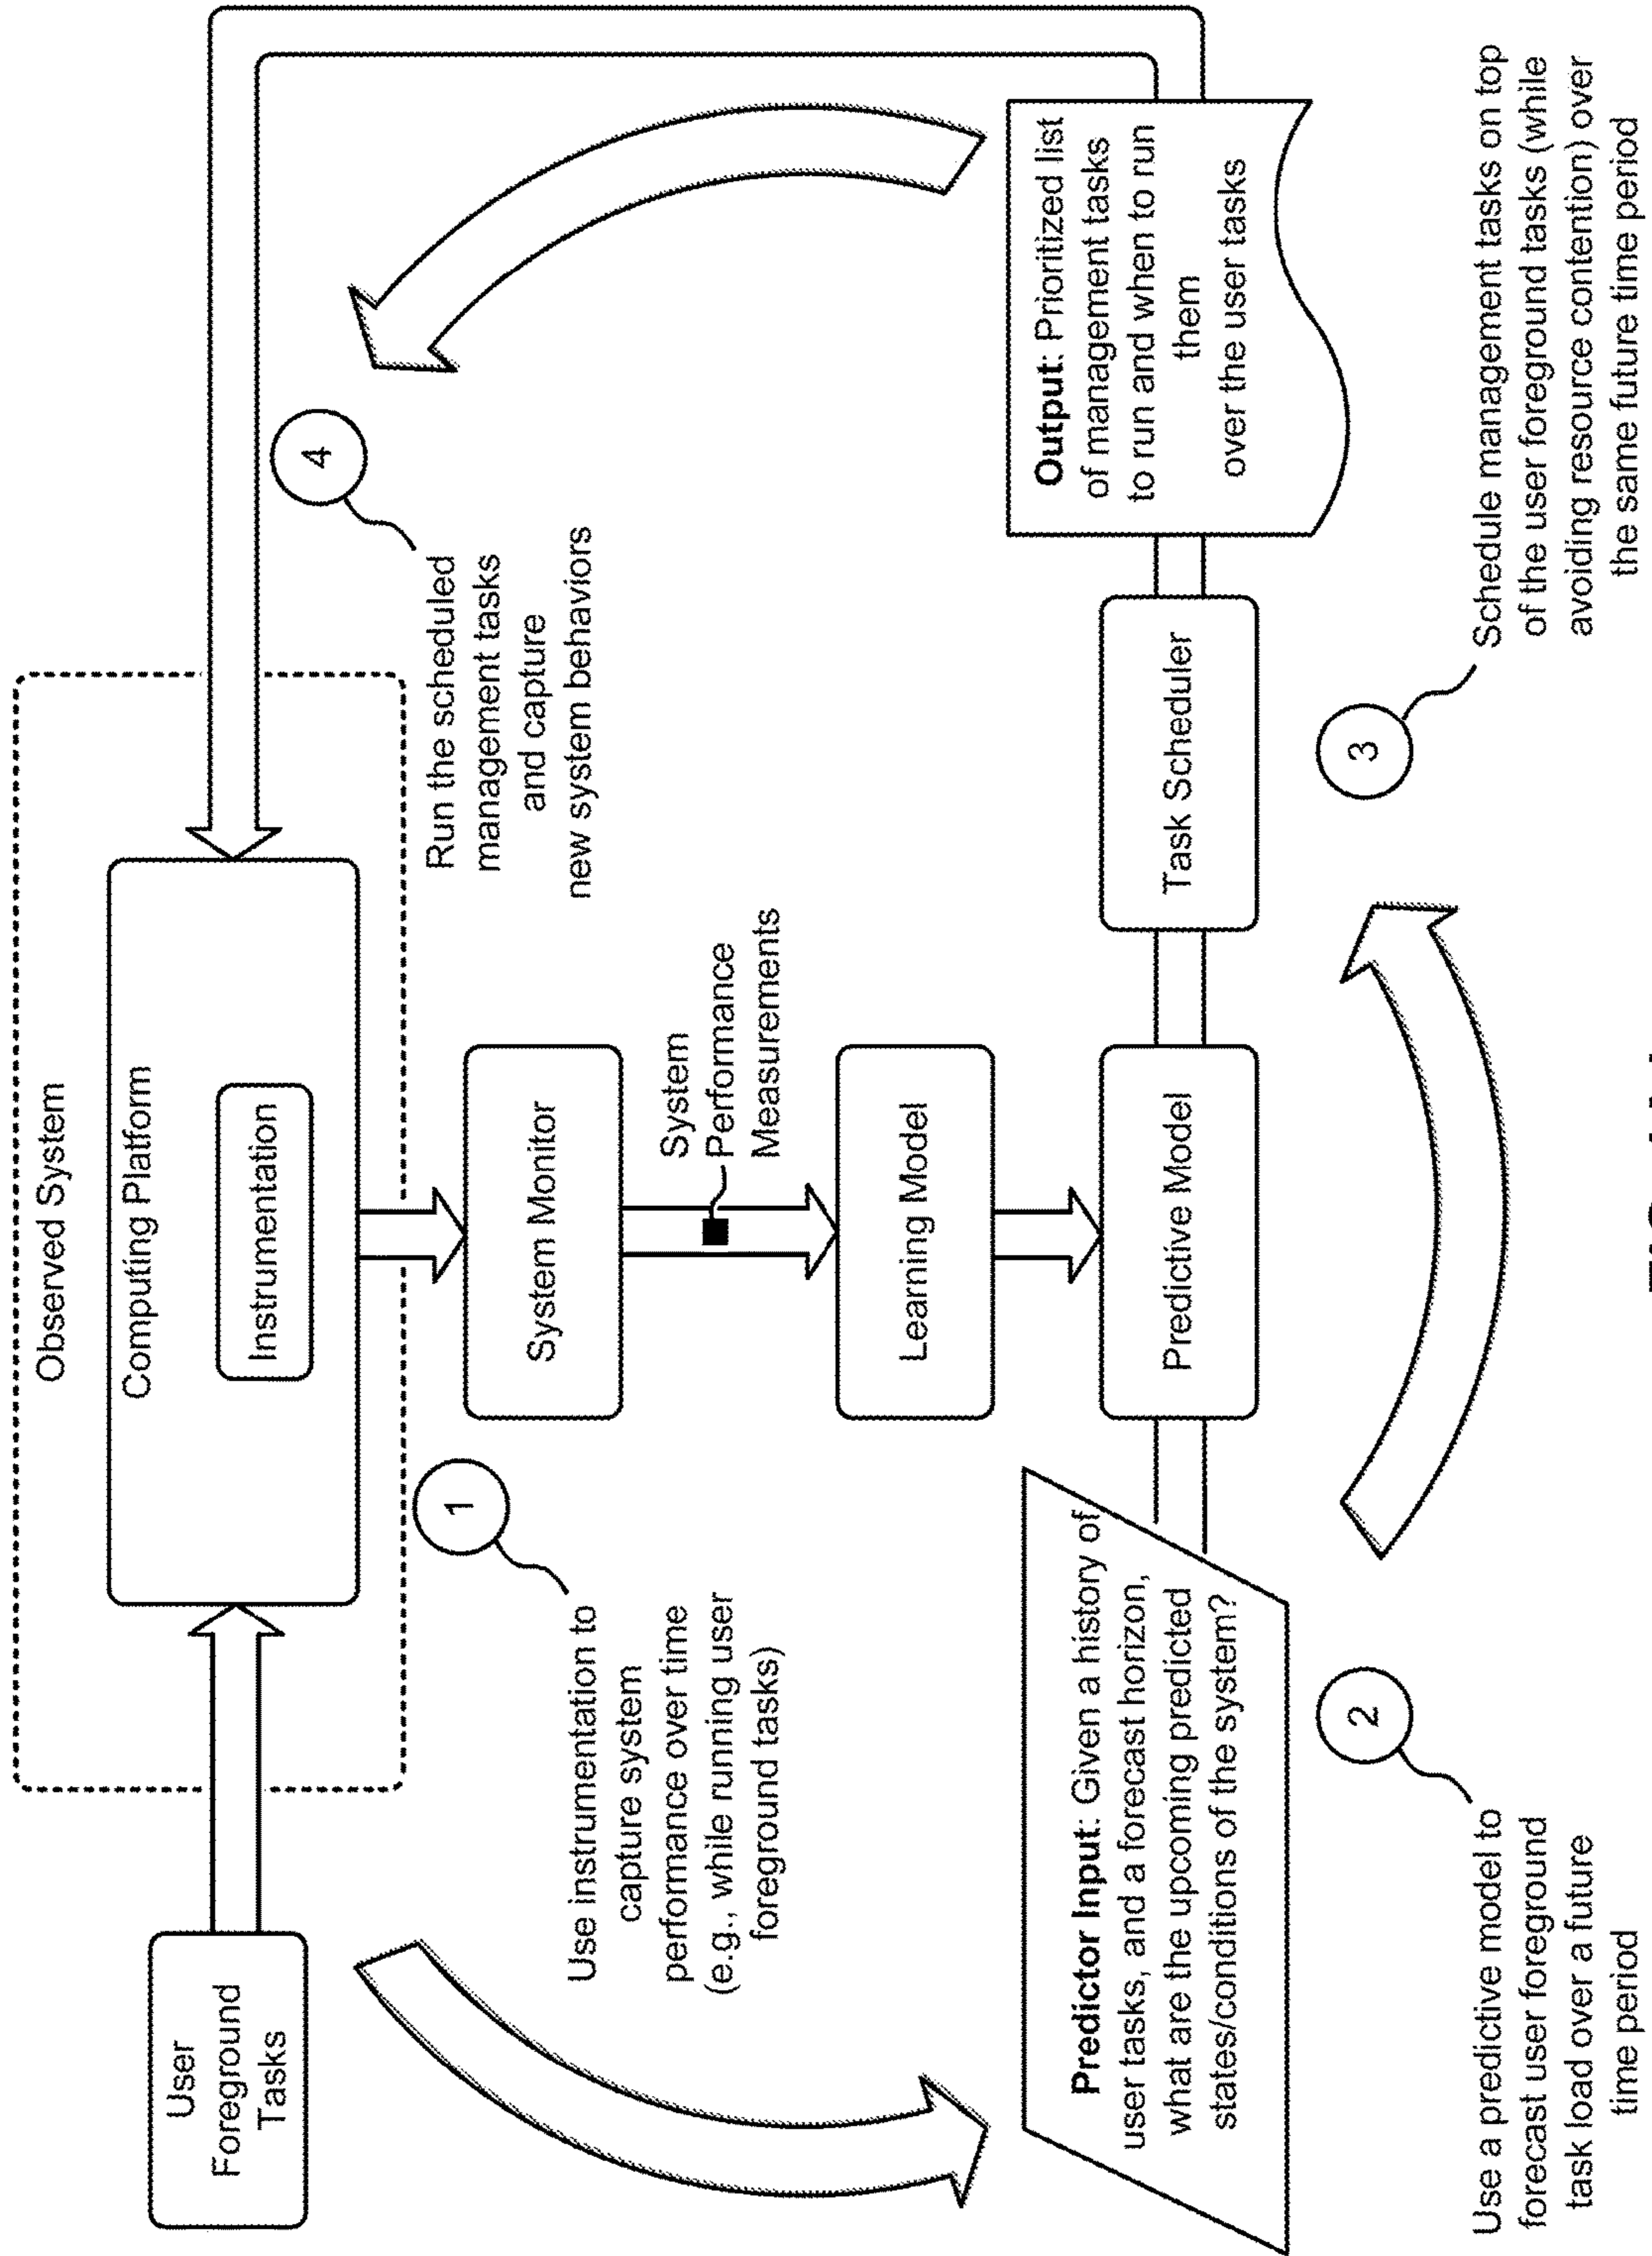 Observed System
User
Foreground
Tasks
Computing Platform
Instrumentation
1
Use instrumentation to
capture system
performance over time
(e.g., while running user
foreground tasks)
System Monitor
System
Performance
Measurements
4
Run the scheduled
management tasks
and capture
new system behaviors
Learning Model
Predictor Input: Given a history of
user tasks, and a forecast horizon,
what are the upcoming predicted
states/conditions of the system?
Predictive Model
Task Scheduler
Output: Prioritized list
of management tasks
to run and when to run
them
over the user tasks
2
Use a predictive model to
forecast user foreground
task load over a future
time period
3
Schedule management tasks on top
of the user foreground tasks (while
avoiding resource contention) over
the same future time period